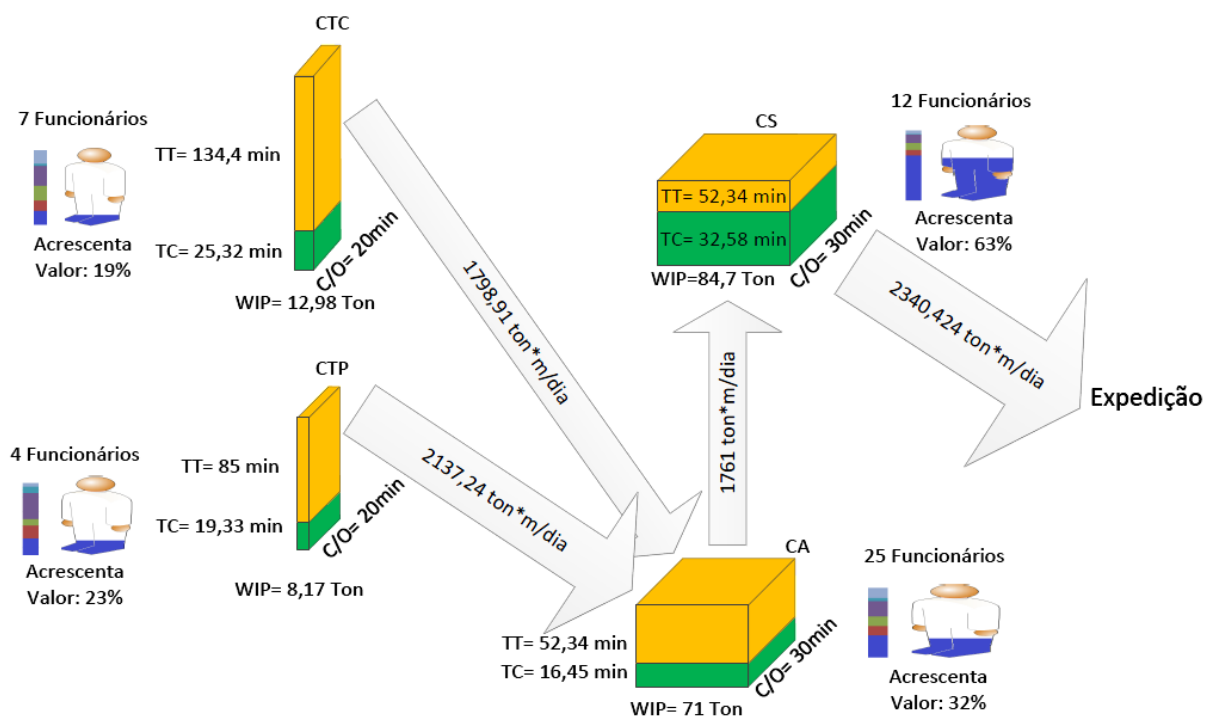 CTC
7 Funcionários
TT= 134,4 min
TC= 25,32 min
Acrescenta
Valor: 19%
C/O= 20min
WIP= 12,98 Ton
1798,91 ton*m/dia
CTP
4 Funcionários
TT= 85 min
TC= 19,33 min
Acrescenta
Valor: 23%
C/O= 20min
WIP= 8,17 Ton
2137,24 ton*m/dia
CS
12 Funcionários
TT= 52,34 min
TC= 32,58 min
Acrescenta
Valor: 63%
C/O= 30min
WIP=84,7 Ton
2340,424 ton*m/dia
Expedição
1761 ton*m/dia
CA
25 Funcionários
TT= 52,34 min
TC= 16,45 min
C/O= 30min
Acrescenta
Valor: 32%
WIP= 71 Ton